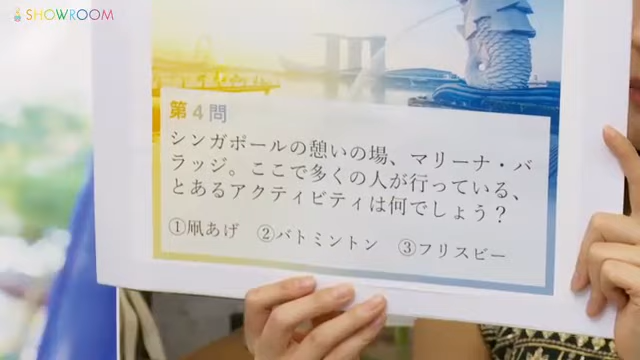 SHOWROOM
第4問
シンガポールの憩いの場、マリーナ・バ
ラッジ。ここで多くの人が行っている、
とあるアクティビティは何でしょう？
①凧あげ ②バトミントン ③フリスビー